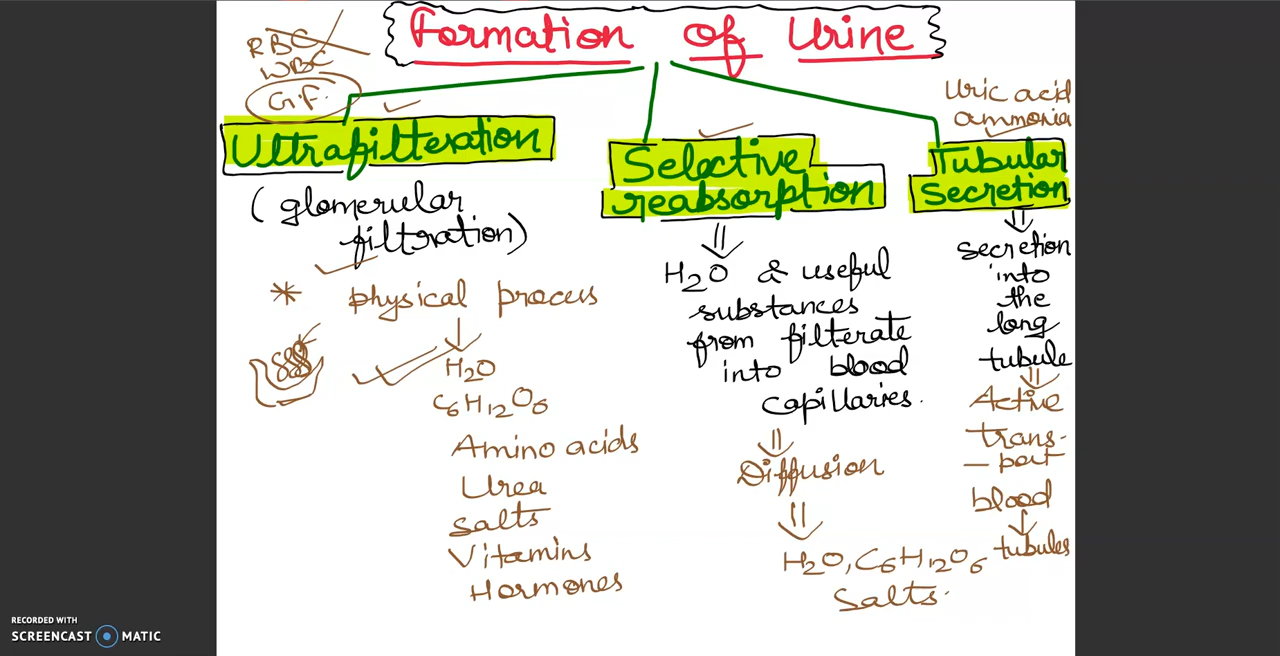 Formation of Urine
RBC
WBC
G.F.
Ultrafilteration
(glomerular
filtration)
* physical process
H2O
C6H12O6
Amino acids
Urea
Salts
Vitamins
Hormones
Selective
reabsorption
H2O & useful
substances
from filterate
into blood
capillaries.
Diffusion
H2O, C6H12O6
Salts.
Uric acid
ammonia
Tubular
Secretion
Secretion
into
the
long
tubule
Active
trans-
- port
blood
tubules
RECORDED WITH
SCREENCAST MATIC